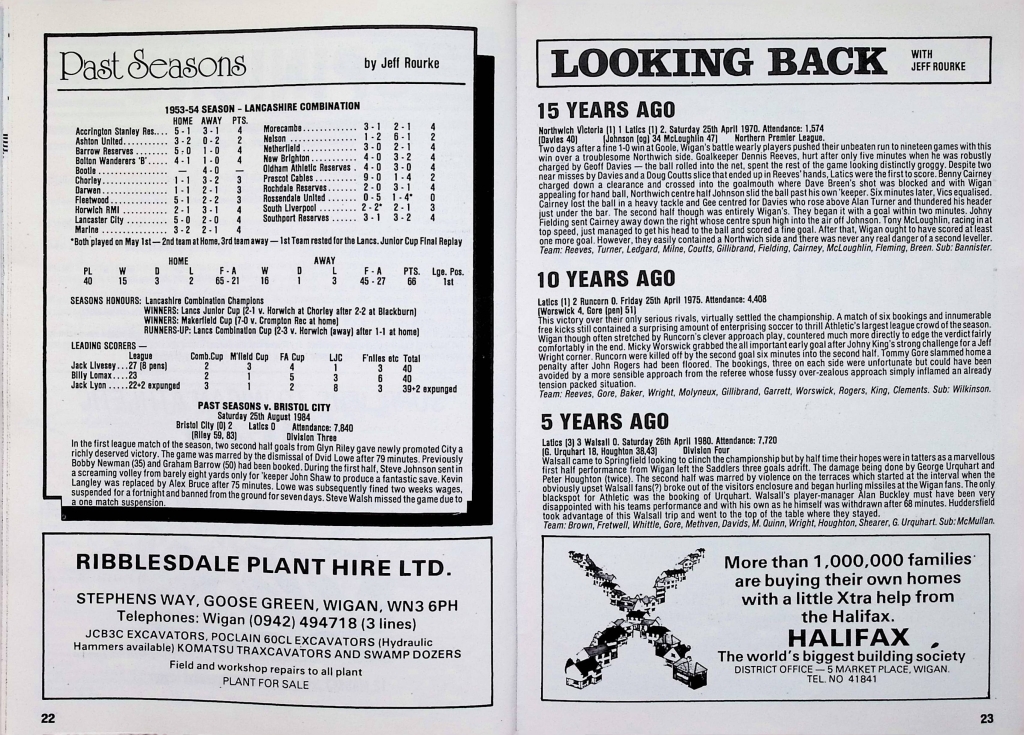 Past Seasons
by Jeff Rourke
1953-54 SEASON - LANCASHIRE COMBINATION
HOME AWAY PTS.
Accrington Stanley Res.... 5-1 3-1 4
Ashton United........ 3-2 0-2 2
Barrow Reserves...... 5-0 1-0 4
Bolton Wanderers 'B'..... 4-1 1-0 4
Bootle ............. — 4-0 —
Chorley............. 1-1 3-2 3
Darwen ............. 1-1 2-1 3
Fleetwood........... 5-1 2-2 3
Horwich RMI ......... 2-1 3-1 4
Lancaster City ........ 5-0 2-0 4
Marine ............. 3-2 2-1 4
Morecambe............. 3-1 2-1 4
Nelson ............... 1-2 6-1 2
Netherfield ............ 3-0 2-1 4
New Brighton........... 4-0 3-2 4
Oldham Athletic Reserves . 4-0 3-0 4
Prescot Cables.......... 9-0 1-4 2
Rochdale Reserves....... 2-0 3-1 4
Rossendale United ....... 0-5 1-4* 0
South Liverpool ......... 2-2* 2-1 3
Southport Reserves ...... 3-1 3-2 4
*Both played on May 1st — 2nd team at Home, 3rd team away — 1st Team rested for the Lancs. Junior Cup Final Replay
HOME AWAY
PL W D L F-A W D L F-A PTS. Lge. Pos.
40 15 3 2 65-21 16 1 3 45-27 66 1st
SEASONS HONOURS: Lancashire Combination Champions
WINNERS: Lancs Junior Cup (2-1 v. Horwich at Chorley after 2-2 at Blackburn)
WINNERS: Makerfield Cup (7-0 v. Crompton Rec at home)
RUNNERS-UP: Lancs Combination Cup (2-3 v. Horwich (away) after 1-1 at home)
LEADING SCORERS —
League Comb.Cup M'field Cup FA Cup LJC F'nlies etc Total
Jack Livesey...27 (8 pens) 2 3 4 1 3 40
Billy Lomax....23 2 1 5 3 6 40
Jack Lyon ....22+2 expunged 3 1 2 8 3 39+2 expunged
PAST SEASONS v. BRISTOL CITY
Saturday 25th August 1984
Bristol City (0) 2 Latics 0 Attendance: 7,840
(Riley 59, 83) Division Three
In the first league match of the season, two second half goals from Glyn Riley gave newly promoted City a
richly deserved victory. The game was marred by the dismissal of Dvid Lowe after 79 minutes. Previously
Bobby Newman (35) and Graham Barrow (50) had been booked. During the first half, Steve Johnson sent in
a screaming volley from barely eight yards only for 'keeper John Shaw to produce a fantastic save. Kevin
Langley was replaced by Alex Bruce after 75 minutes. Lowe was subsequently fined two weeks wages,
suspended for a fortnight and banned from the ground for seven days. Steve Walsh missed the game due to
a one match suspension.
RIBBLESDALE PLANT HIRE LTD.
STEPHENS WAY, GOOSE GREEN, WIGAN, WN3 6PH
Telephones: Wigan (0942) 494718 (3 lines)
JCB3C EXCAVATORS, POCLAIN 60CL EXCAVATORS (Hydraulic
Hammers available) KOMATSU TRAXCAVATORS AND SWAMP DOZERS
Field and workshop repairs to all plant
PLANT FOR SALE
22
LOOKING BACK
WITH
JEFF ROURKE
15 YEARS AGO
Northwich Victoria (1) 1 Latics (1) 2. Saturday 25th April 1970. Attendance: 1,574
(Davies 40) (Johnson (og) 34 McLoughlin 47) Northern Premier League.
Two days after a fine 1-0 win at Goole, Wigan's battle wearly players pushed their unbeaten run to nineteen games with this
win over a troublesome Northwich side. Goalkeeper Dennis Reeves, hurt after only five minutes when he was robustly
charged by Geoff Davies — the ball rolled into the net, spent the rest of the game looking distinctly groggy. Despite two
near misses by Davies and a Doug Coutts slice that ended up in Reeves' hands, Latics were the first to score. Benny Cairney
charged down a clearance and crossed into the goalmouth where Dave Breen's shot was blocked and with Wigan
appealing for hand ball, Northwich centre half Johnson slid the ball past his own 'keeper. Six minutes later, Vics equalised.
Cairney lost the ball in a heavy tackle and Gee centred for Davies who rose above Alan Turner and thundered his header
just under the bar. The second half though was entirely Wigan's. They began it with a goal within two minutes. Johny
Fielding sent Cairney away down the right whose centre spun high into the air off Johnson. Tony McLoughlin, racing in at
top speed, just managed to get his head to the ball and scored a fine goal. After that, Wigan ought to have scored at least
one more goal. However, they easily contained a Northwich side and there was never any real danger of a second leveller.
Team: Reeves, Turner, Ledgard, Milne, Coutts, Gillibrand, Fielding, Cairney, McLoughlin, Fleming, Breen. Sub: Bannister.
10 YEARS AGO
Latics (1) 2 Runcorn 0. Friday 25th April 1975. Attendance: 4,408
(Worswick 4, Gore (pen) 51)
This victory over their only serious rivals, virtually settled the championship. A match of six bookings and innumerable
free kicks still contained a surprising amount of enterprising soccer to thrill Athletic's largest league crowd of the season.
Wigan though often stretched by Runcorn's clever approach play, countered much more directly to edge the verdict fairly
comfortably in the end. Micky Worswick grabbed the all important early goal after Johny King's strong challenge for a Jeff
Wright corner. Runcorn were killed off by the second goal six minutes into the second half. Tommy Gore slammed home a
penalty after John Rogers had been floored. The bookings, three on each side were unfortunate but could have been
avoided by a more sensible approach from the referee whose fussy over-zealous approach simply inflamed an already
tension packed situation.
Team: Reeves, Gore, Baker, Wright, Molyneux, Gillibrand, Garrett, Worswick, Rogers, King, Clements. Sub: Wilkinson.
5 YEARS AGO
Latics (3) 3 Walsall 0. Saturday 26th April 1980. Attendance: 7,720
(G. Urquhart 18, Houghton 38,43) Division Four
Walsall came to Springfield looking to clinch the championship but by half time their hopes were in tatters as a marvellous
first half performance from Wigan left the Saddlers three goals adrift. The damage being done by George Urquhart and
Peter Houghton (twice). The second half was marred by violence on the terraces which started at the interval when the
obviously upset Walsall fans(?) broke out of the visitors enclosure and began hurling missiles at the Wigan fans. The only
blackspot for Athletic was the booking of Urquhart. Walsall's player-manager Alan Buckley must have been very
disappointed with his teams performance and with his own as he himself was withdrawn after 68 minutes. Huddersfield
took advantage of this Walsall trip and went to the top of the table where they stayed.
Team: Brown, Fretwell, Whittle, Gore, Methven, Davids, M. Quinn, Wright, Houghton, Shearer, G. Urquhart. Sub: McMullan.
More than 1,000,000 families
are buying their own homes
with a little Xtra help from
the Halifax.
HALIFAX
The world's biggest building society
DISTRICT OFFICE — 5 MARKET PLACE, WIGAN.
TEL. NO 41841
23